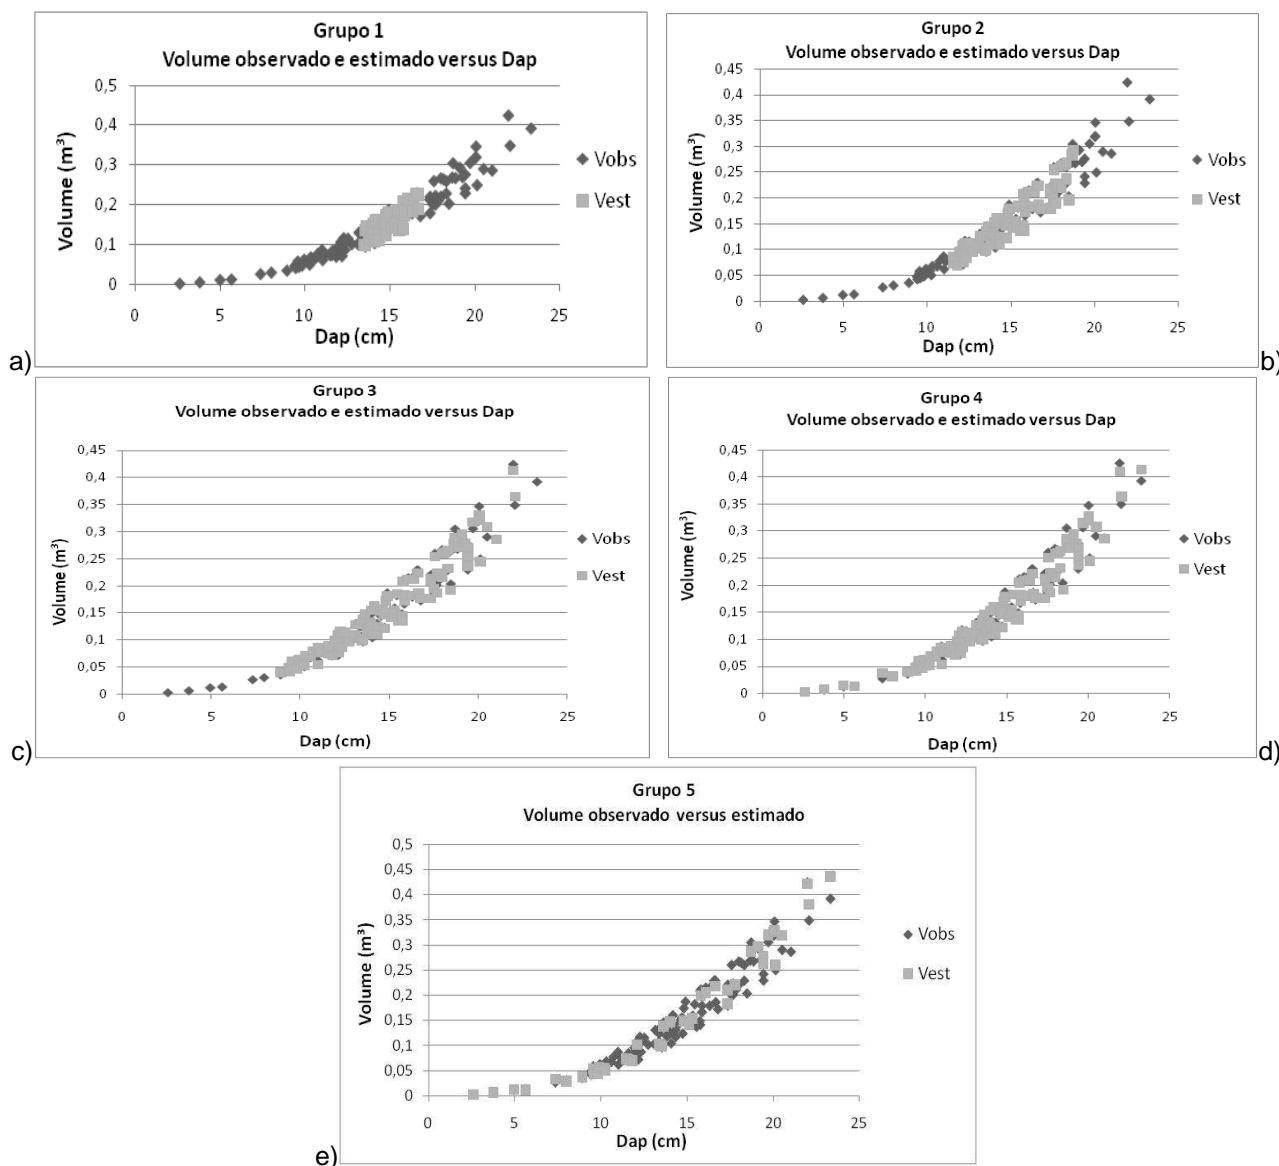 Grupo 1
Volume observado e estimado versus Dap
0,5
0,4
0,3
0,2
0,1
0
Volume (m³)
0 5 10 15 20 25
Dap (cm)
Vobs
Vest
a)
Grupo 2
Volume observado e estimado versus Dap
0,45
0,4
0,35
0,3
0,25
0,2
0,15
0,1
0,05
0
Volume (m³)
0 5 10 15 20 25
Dap (cm)
Vobs
Vest
b)
Grupo 3
Volume observado e estimado versus Dap
0,45
0,4
0,35
0,3
0,25
0,2
0,15
0,1
0,05
0
Volume (m³)
0 5 10 15 20 25
Dap (cm)
Vobs
Vest
c)
Grupo 4
Volume observado e estimado versus Dap
0,45
0,4
0,35
0,3
0,25
0,2
0,15
0,1
0,05
0
Volume (m³)
0 5 10 15 20 25
Dap (cm)
Vobs
Vest
d)
Grupo 5
Volume observado versus estimado
0,5
0,45
0,4
0,35
0,3
0,25
0,2
0,15
0,1
0,05
0
Volume (m³)
0 5 10 15 20 25
Dap (cm)
Vobs
Vest
e)